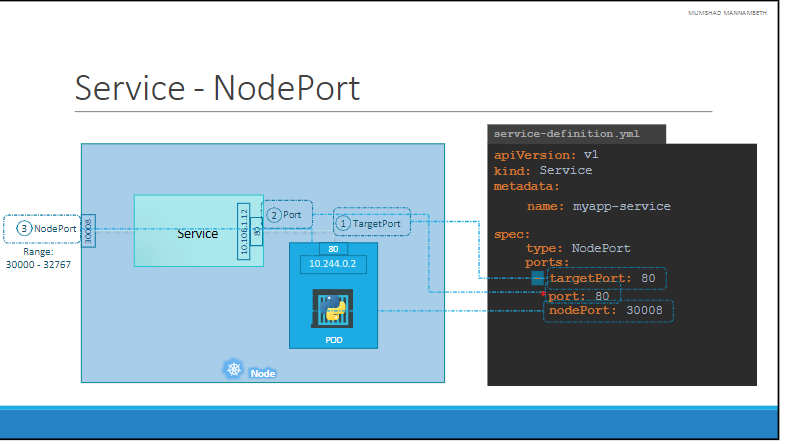 MUMSHAD MANNAMBETH
Service - NodePort
3 NodePort
Range:
30000 - 32767
30008
Service
10.106.1.12
80
2 Port
1 TargetPort
80
10.244.0.2
POD
Node
service-definition.yml
apiVersion: v1
kind: Service
metadata:
name: myapp-service
spec:
type: NodePort
ports:
targetPort: 80
port: 80
nodePort: 30008